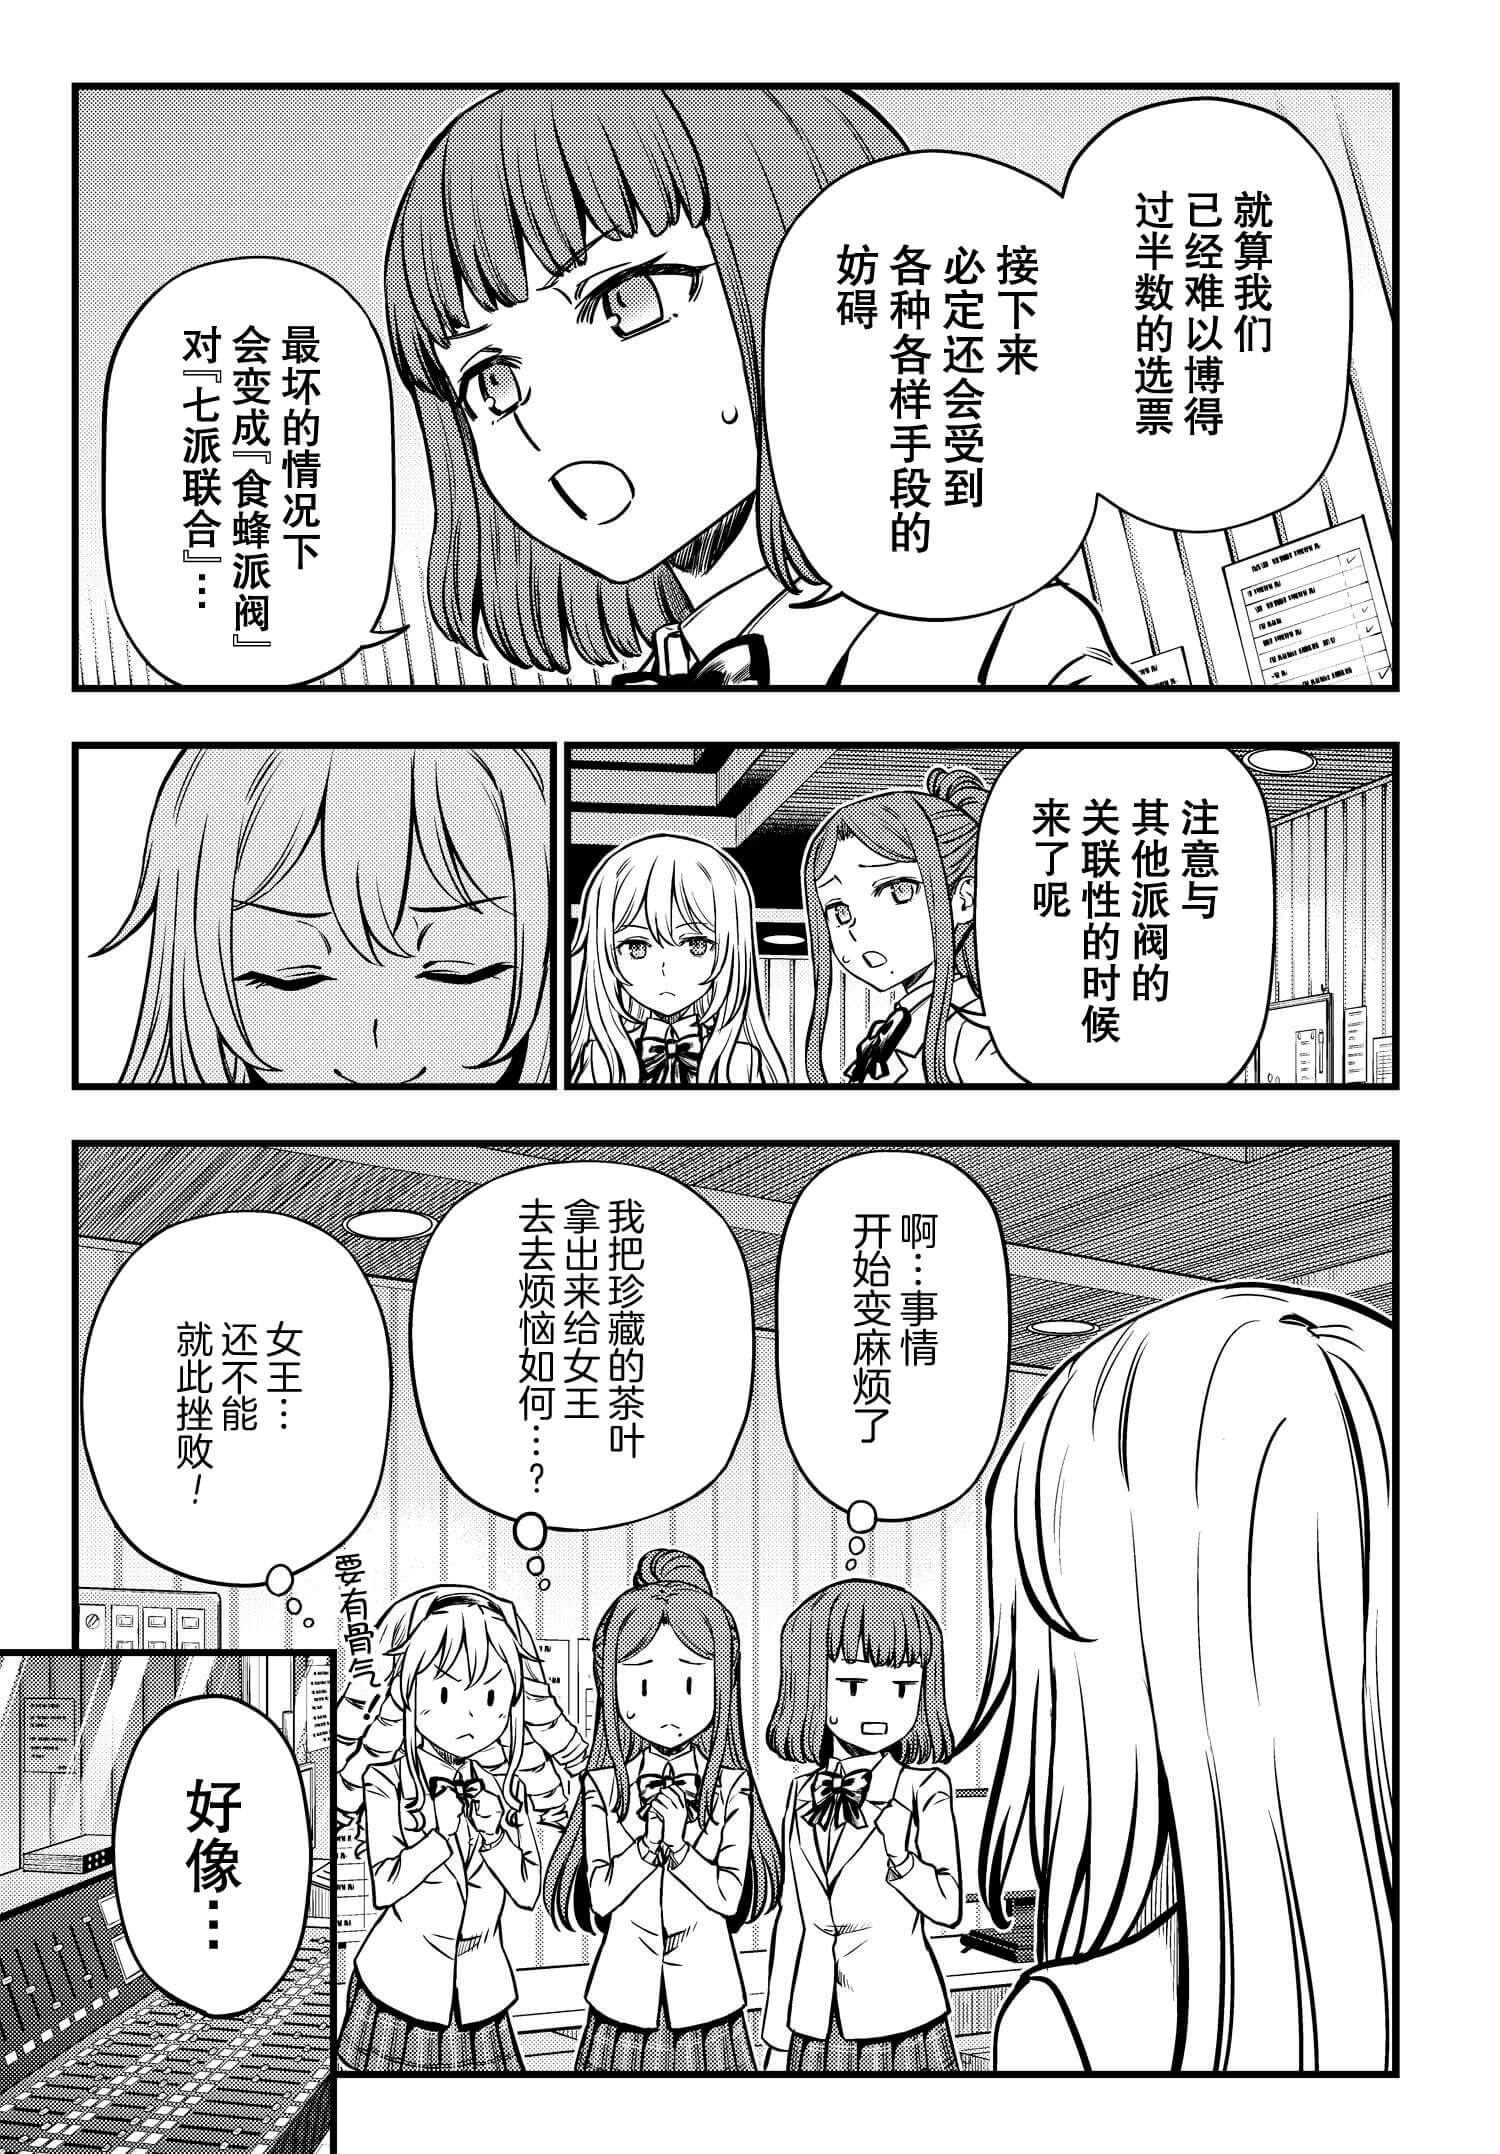 就算我们
已经难以博得
过半数的选票
接下来
必定还会受到
各种各样手段的
妨碍
最坏的情况下
会变成『食蜂派阀』
对『七派联合』…
注意与
其他派阀的
关联性的时候
来了呢
啊…事情
开始变麻烦了
我把珍藏的茶叶
拿出来给女王
去去烦恼如何…?
女王…
还不能
就此挫败!
要有骨气!
好像…